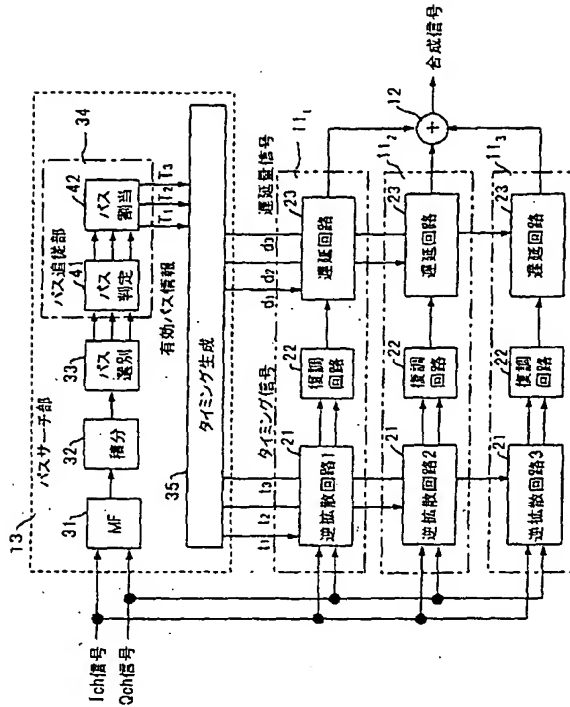 Ich信号
Qch信号
13
パスサーチ部
31
MF
32
積分
33
パス
選別
パス追従部
34
41
パス
判定
42
パス
割当
T1 T2 T3
有効パス情報
35
タイミング生成
タイミング信号
遅延量信号
t1 t2 t3
d1 d2 d3
11₁
21
逆拡散回路1
22
復調
回路
23
遅延回路
11₂
21
逆拡散回路2
22
復調
回路
23
遅延回路
11₃
21
逆拡散回路3
22
復調
回路
23
遅延回路
12
+
合成信号